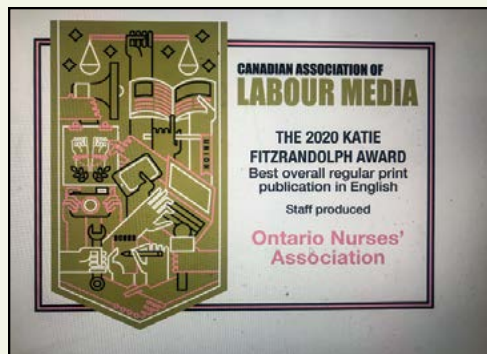 CANADIAN ASSOCIATION OF
LABOUR MEDIA
THE 2020 KATIE
FITZRANDOLPH AWARD
Best overall regular print
publication in English
Staff produced
Ontario Nurses'
Association
UNION